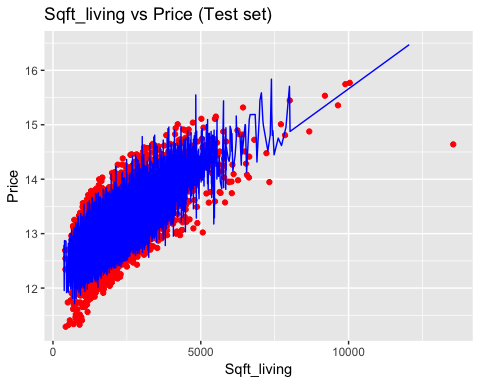 Sqft_living vs Price (Test set)
16
15
14
13
12
Price
0
5000
10000
Sqft_living